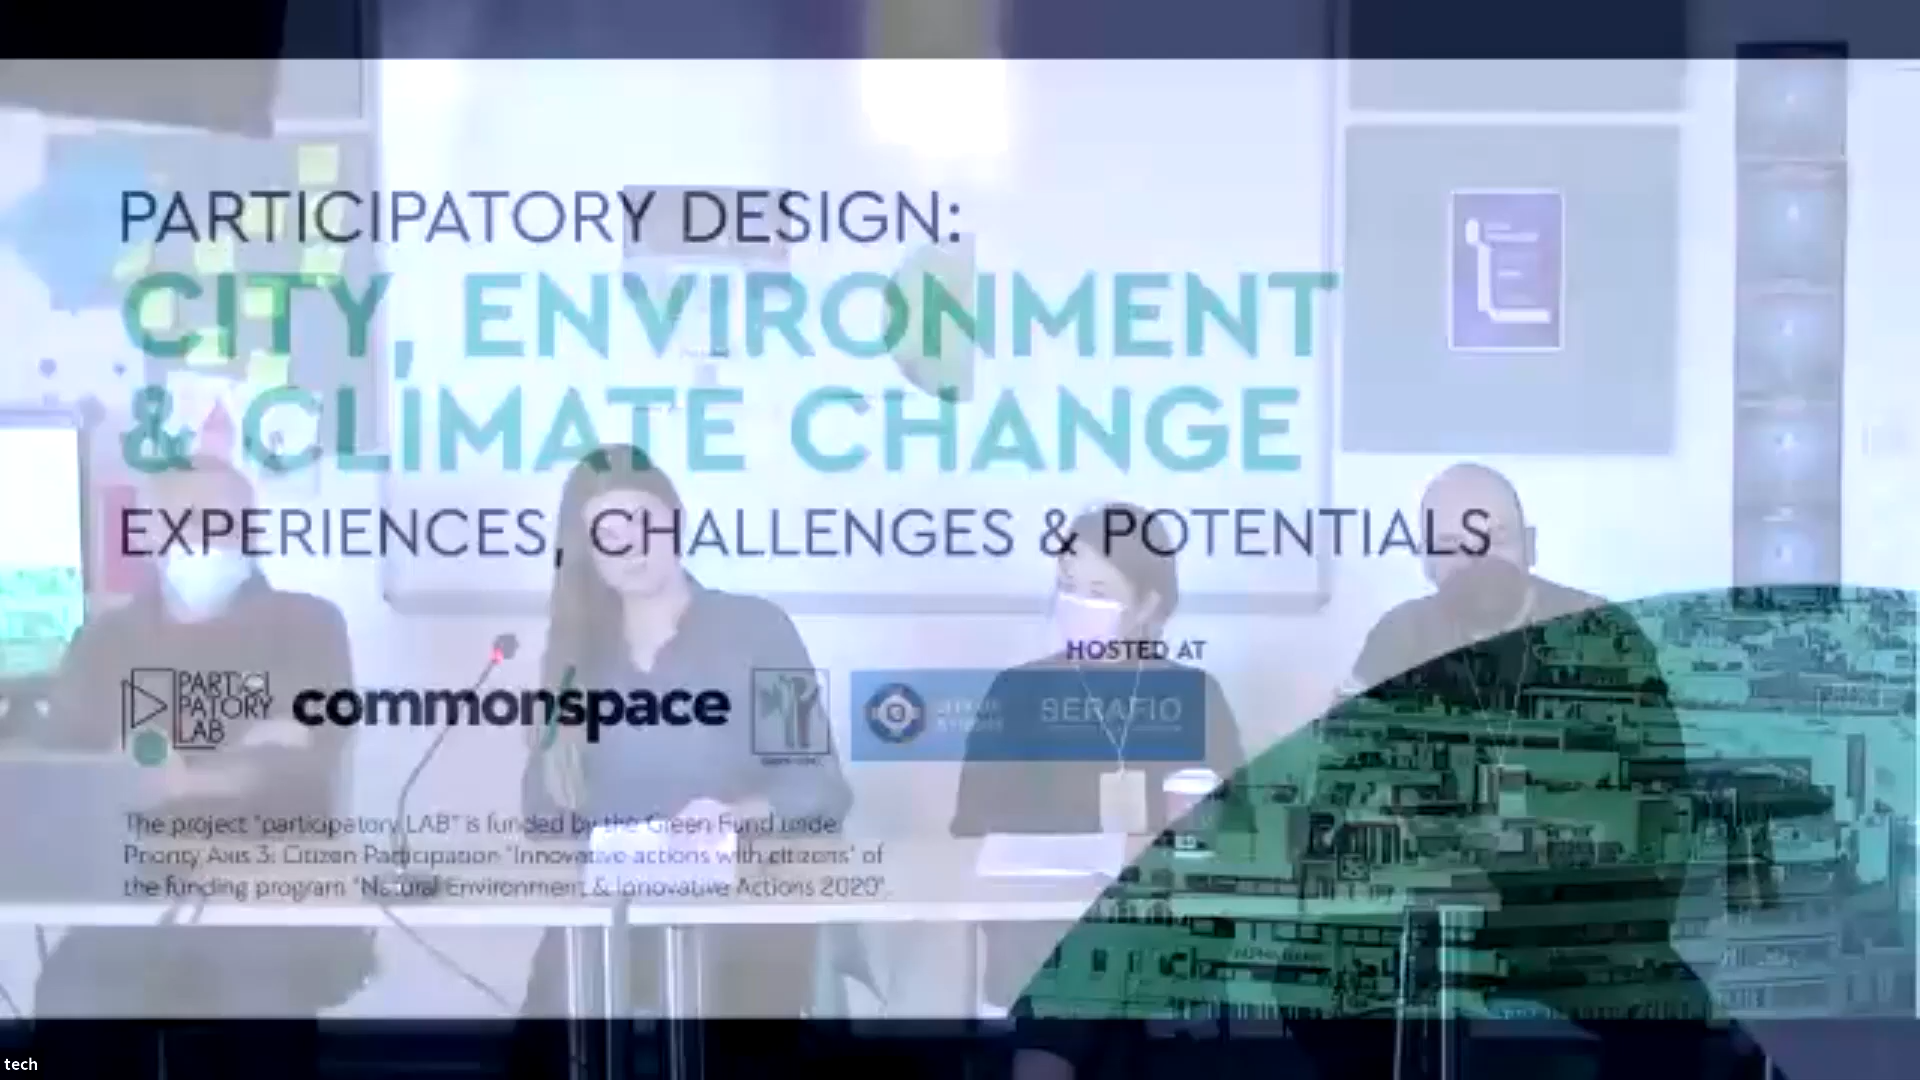 PARTICIPATORY DESIGN:
CITY, ENVIRONMENT
& CLIMATE CHANGE
EXPERIENCES, CHALLENGES & POTENTIALS
HOSTED AT
PARTICI
PATORY
LAB
commonspace
SERAFIO
The project "participatory LAB" is funded by the Green Fund unde
Priority Axis 3: Citizen Participation "Innovative actions with citizens" of
the funding program "Natural Environment & Innovative Actions 2020".
tech